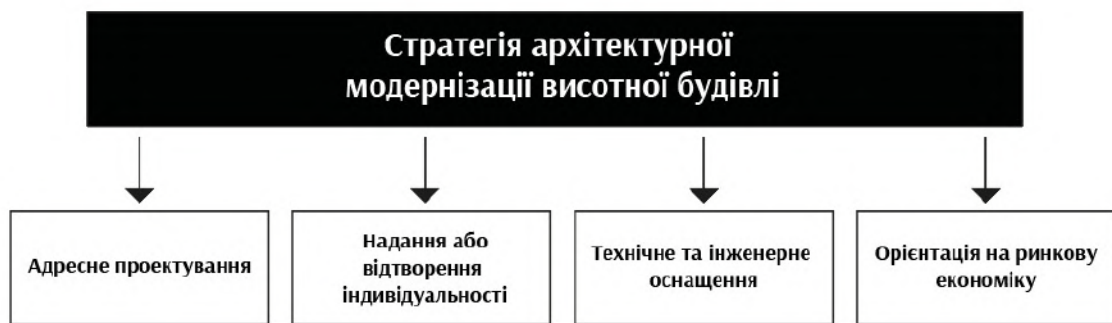 Стратегія архітектурної
модернізації висотної будівлі
Адресне проектування
Надання або
відтворення
індивідуальності
Технічне та інженерне
оснащення
Орієнтація на ринкову
економіку